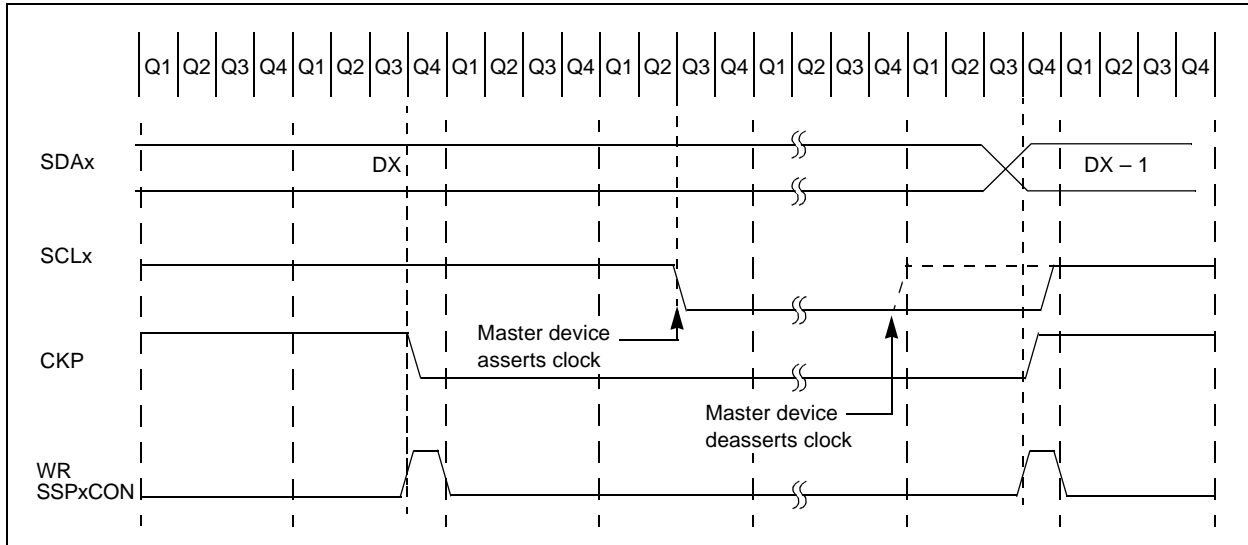 Q1 Q2 Q3 Q4 Q1 Q2 Q3 Q4 Q1 Q2 Q3 Q4 Q1 Q2 Q3 Q4 Q1 Q2 Q3 Q4 Q1 Q2 Q3 Q4 Q1 Q2 Q3 Q4
SDAx
DX
DX – 1
SCLx
Master device
asserts clock
CKP
Master device
deasserts clock
WR
SSPxCON